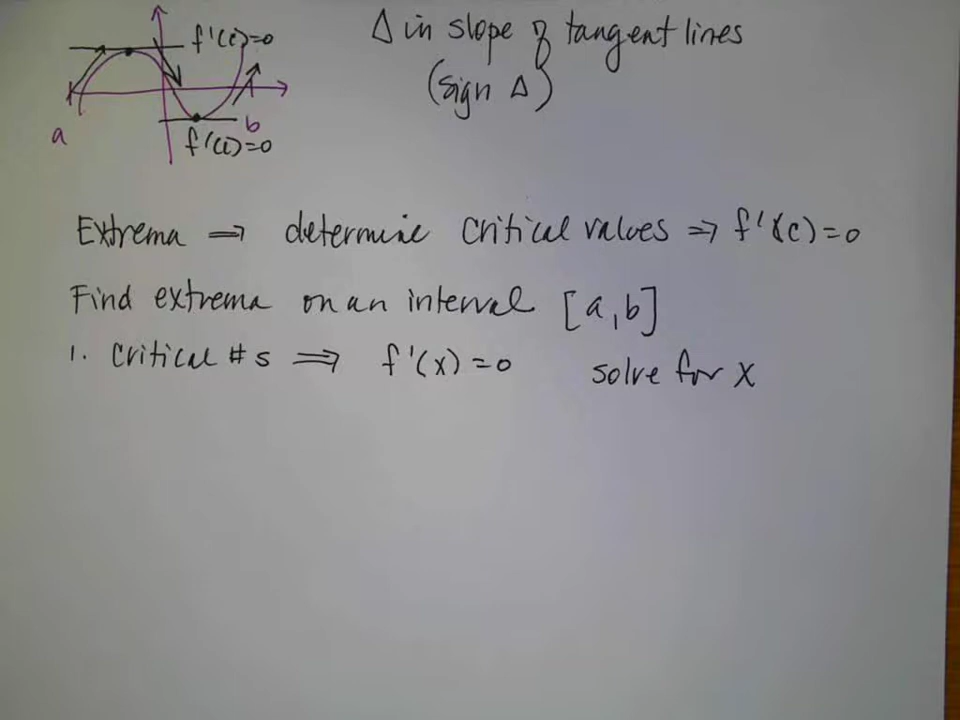 f'(c)=0
Δ in slope of tangent lines
(sign Δ)
a
b
f'(c)=0
Extrema ⇒ determine critical values ⇒ f'(c)=0
Find extrema on an interval [a,b]
1. Critical #s ⇒ f'(x)=0 solve for x